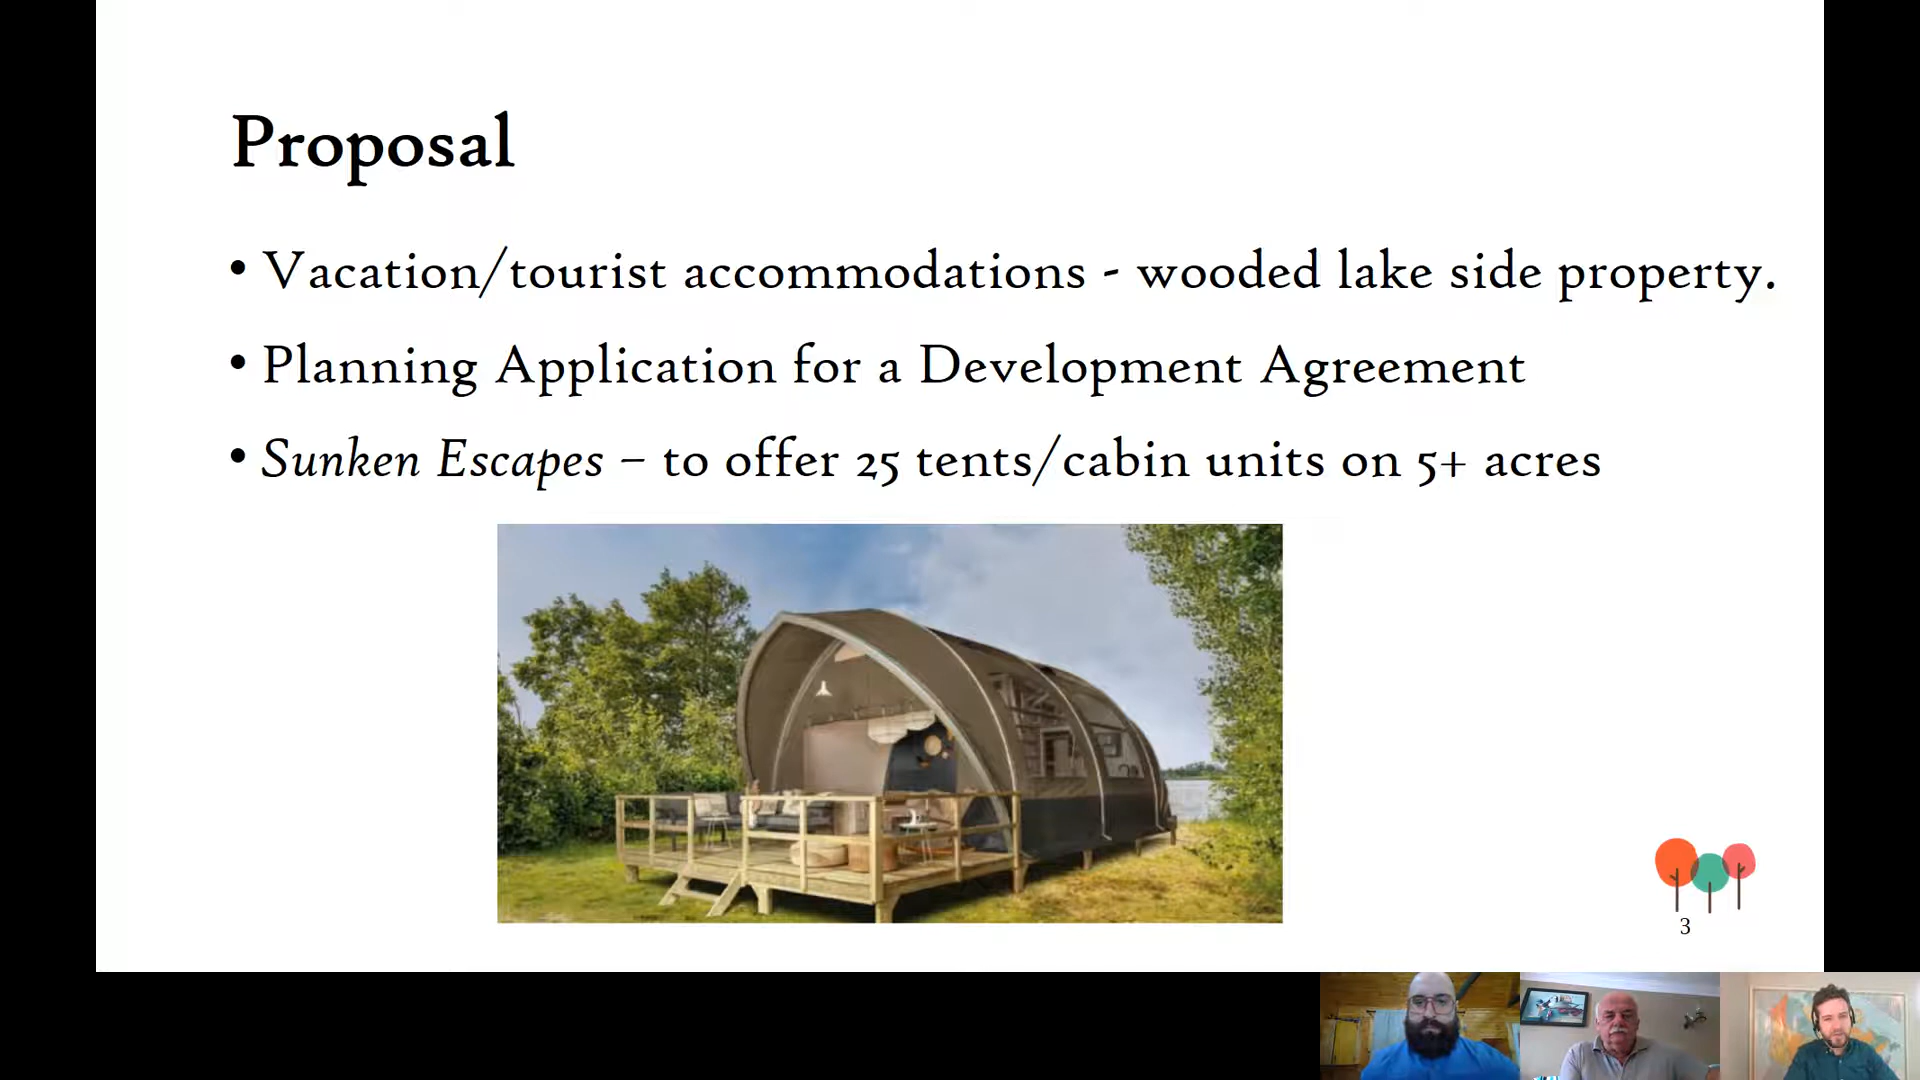 Proposal
• Vacation/tourist accommodations - wooded lake side property.
• Planning Application for a Development Agreement
• Sunken Escapes – to offer 25 tents/cabin units on 5+ acres
3